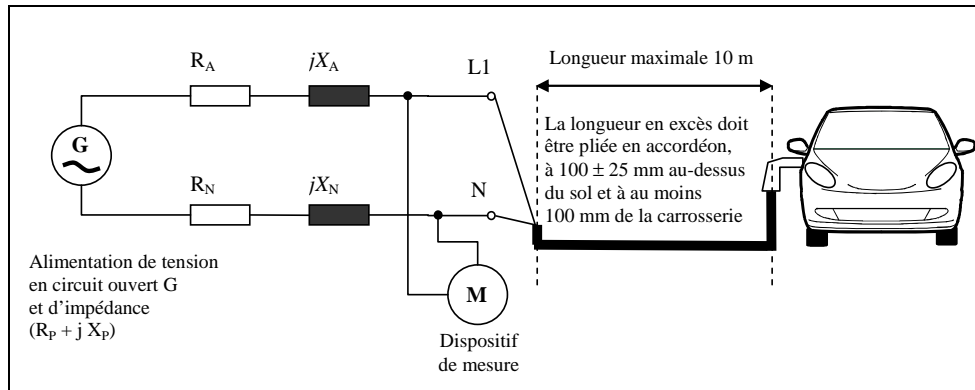 R_A
jX_A
L1
Longueur maximale 10 m
G
La longueur en excès doit
être pliée en accordéon,
à 100 ± 25 mm au-dessus
du sol et à au moins
100 mm de la carrosserie
R_N
jX_N
N
Alimentation de tension
en circuit ouvert G
et d'impédance
(R_P + j X_P)
M
Dispositif
de mesure